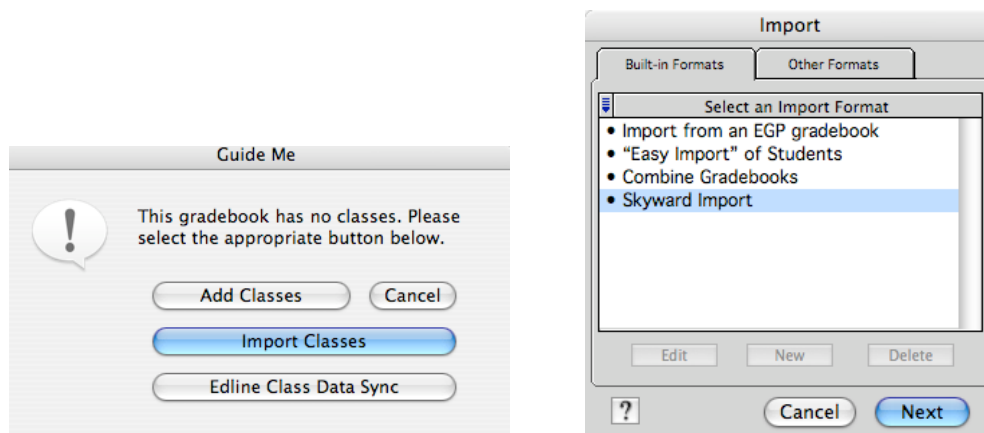 Guide Me
This gradebook has no classes. Please
select the appropriate button below.
Add Classes
Cancel
Import Classes
Edline Class Data Sync
Import
Built-in Formats
Other Formats
Select an Import Format
• Import from an EGP gradebook
• “Easy Import” of Students
• Combine Gradebooks
• Skyward Import
Edit
New
Delete
?
Cancel
Next